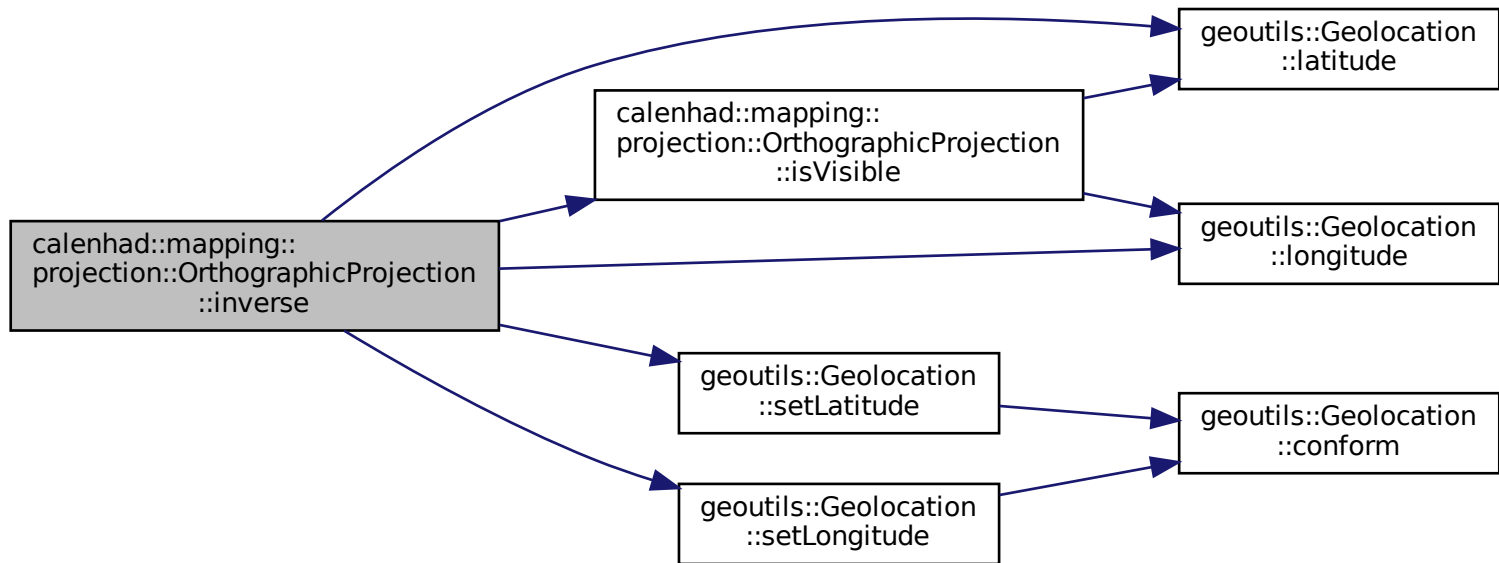 calenhad::mapping::
projection::OrthographicProjection
::inverse
geoutils::Geolocation
::latitude
calenhad::mapping::
projection::OrthographicProjection
::isVisible
geoutils::Geolocation
::longitude
geoutils::Geolocation
::setLatitude
geoutils::Geolocation
::conform
geoutils::Geolocation
::setLongitude